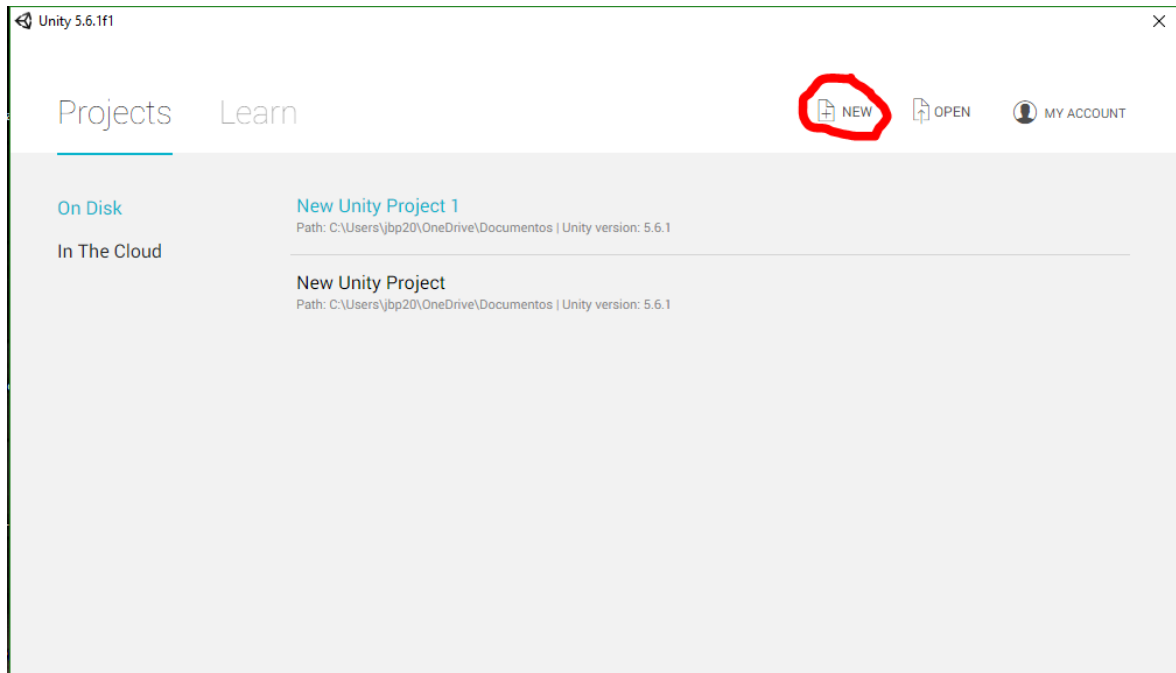 Unity 5.6.1f1
Projects Learn NEW OPEN MY ACCOUNT
On Disk
In The Cloud
New Unity Project 1
Path: C:\Users\jbp20\OneDrive\Documentos | Unity version: 5.6.1
New Unity Project
Path: C:\Users\jbp20\OneDrive\Documentos | Unity version: 5.6.1